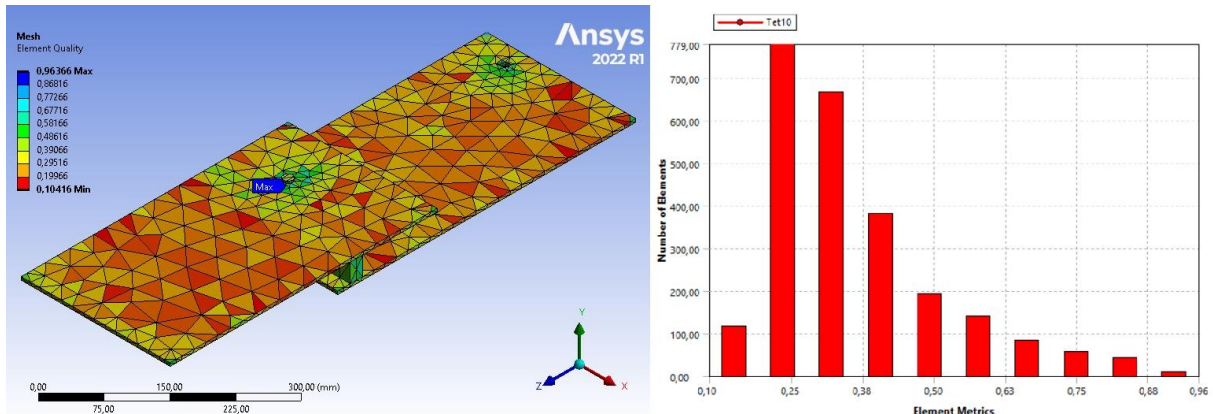 Mesh
Element Quality
0,96366 Max
0,86816
0,77266
0,67716
0,58166
0,48616
0,39066
0,29516
0,19966
0,10416 Min
Ansys
2022 R1
Max
Y
Z
X
0,00
150,00
300,00 (mm)
75,00
225,00
Tet10
779,00
700,00
600,00
500,00
400,00
300,00
200,00
100,00
0,00
Number of Elements
0,10
0,25
0,38
0,50
0,63
0,75
0,88
0,96
Element Metrics